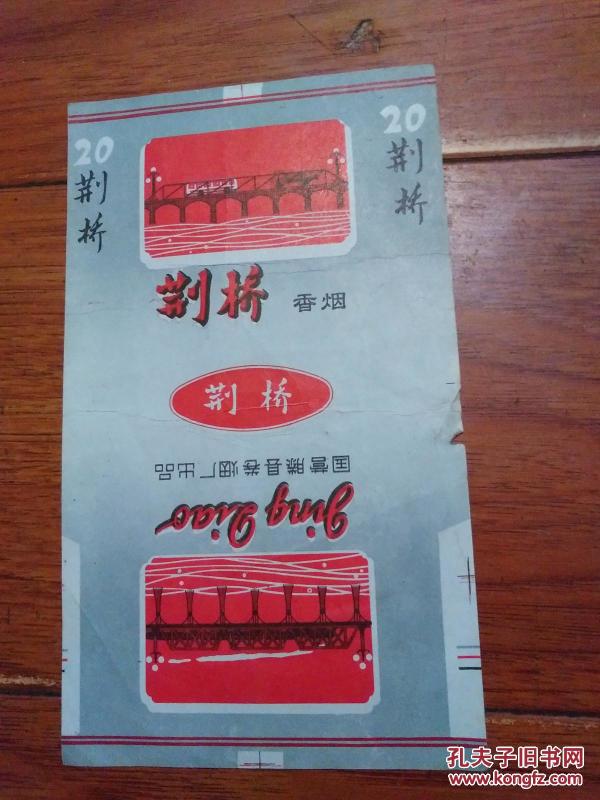 20
荆桥
20
荆桥
荆桥 香烟
荆桥
国营滕县卷烟厂出品
Jing Qiao
孔夫子旧书网
www.kongfz.com